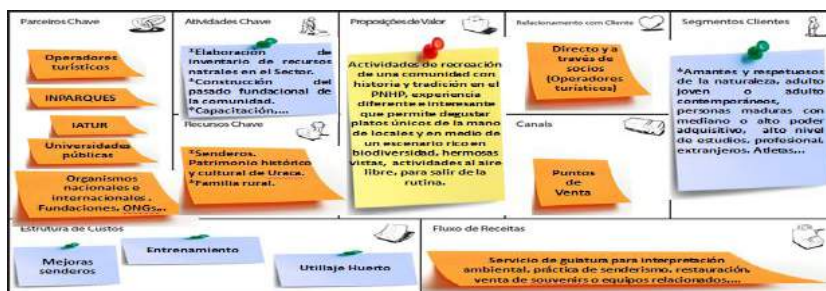 Parceiros Chave
Operadores
turísticos
INPARQUES
IATUR
Universidades
públicas
Organismos
nacionales e
internacionales .
Fundaciones, ONGs...
Atividades Chave
*Elaboración de
inventario de recursos
natrales en el Sector.
*Construcción del
pasado fundacional de
la comunidad.
*Capacitación,...
Recursos Chave
*Senderos.
Patrimonio histórico
y cultural de Uraca.
*Familia rural.
Proposições de Valor
Actividades de recreación
de una comunidad con
historia y tradición en el
PNHP, experiencia
diferente e interesante
que permite degustar
platos únicos de la mano
de locales y en medio de
un escenario rico en
biodiversidad, hermosas
vistas, actividades al aire
libre, para salir de la
rutina.
Relacionamento com Cliente
Directo y a
través de
socios
(Operadores
turísticos)
Canais
Puntos
de
Venta
Segmentos Clientes
*Amantes y respetuosos
de la naturaleza, adulto
joven o adulto
contemporáneos,
personas maduras con
mediano o alto poder
adquisitivo, alto nivel
de estudios, profesional,
extranjeros. Atletas...
Estrutura de Custos
Mejoras
senderos
Entrenamiento
Utillaje Huerto
Fluxo de Receitas
Servicio de guiatura para interpretación
ambiental, práctica de senderismo, restauración,
venta de souvenirs o equipos relacionados,...